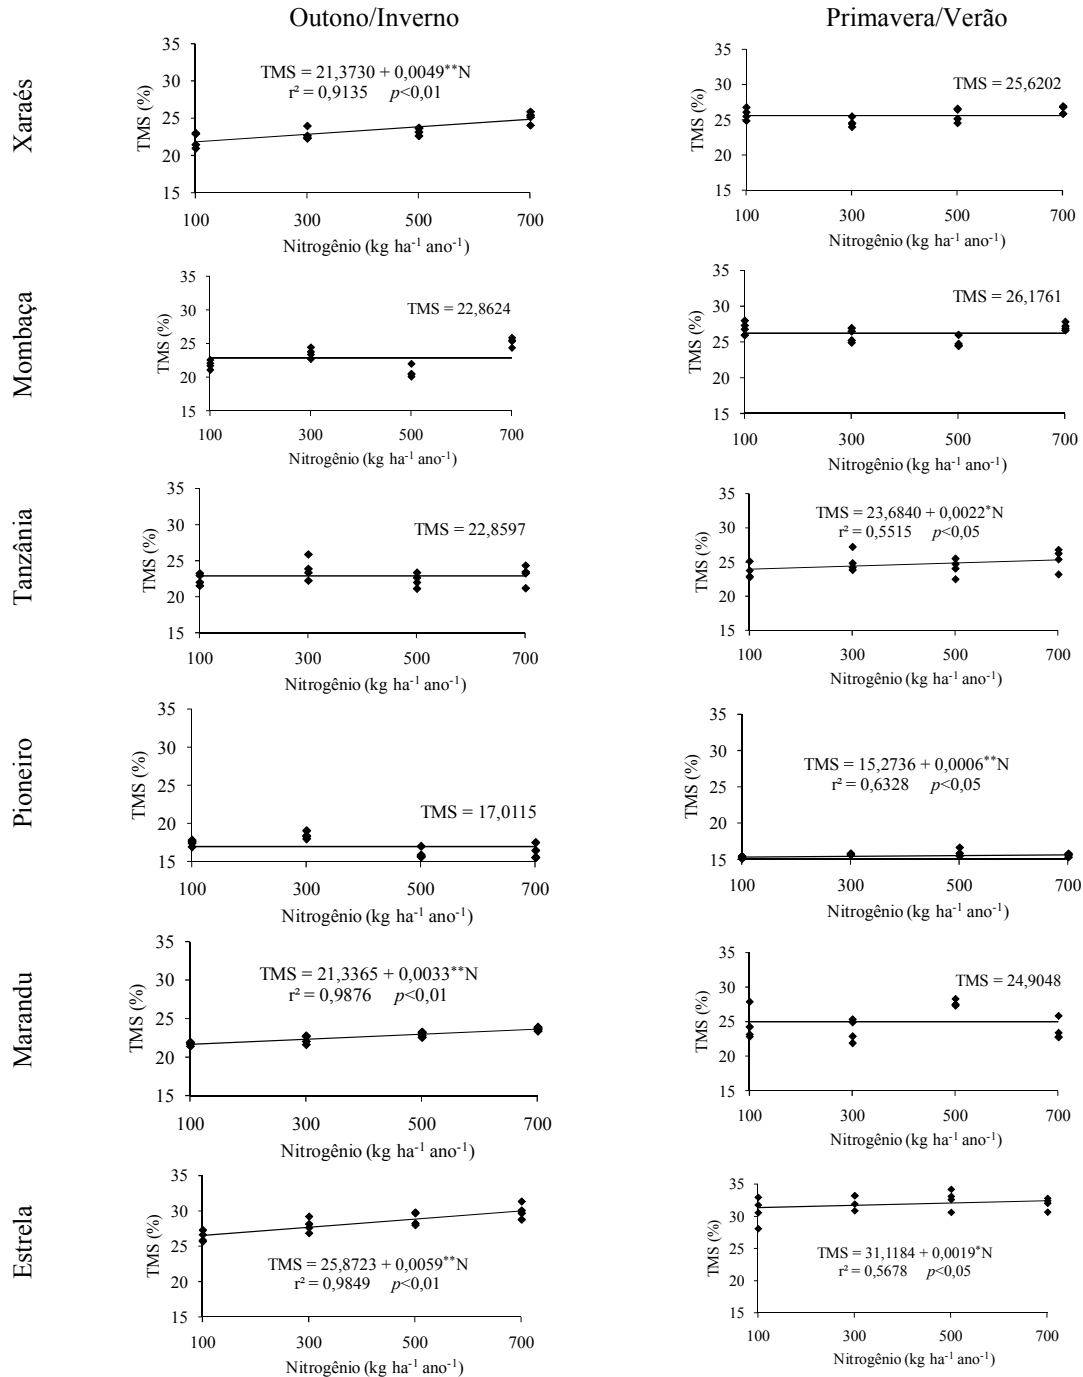 Outono/Inverno
Primavera/Verão
Xaraés
TMS (%)
35
30
25
20
15
TMS = 21,3730 + 0,0049**N
r² = 0,9135 p<0,01
100 300 500 700
Nitrogênio (kg ha⁻¹ ano⁻¹)
TMS (%)
35
30
25
20
15
TMS = 25,6202
100 300 500 700
Nitrogênio (kg ha⁻¹ ano⁻¹)
Mombaça
TMS (%)
35
30
25
20
15
TMS = 22,8624
100 300 500 700
Nitrogênio (kg ha⁻¹ ano⁻¹)
TMS (%)
35
30
25
20
15
TMS = 26,1761
100 300 500 700
Nitrogênio (kg ha⁻¹ ano⁻¹)
Tanzânia
TMS (%)
35
30
25
20
15
TMS = 22,8597
100 300 500 700
Nitrogênio (kg ha⁻¹ ano⁻¹)
TMS (%)
35
30
25
20
15
TMS = 23,6840 + 0,0022*N
r² = 0,5515 p<0,05
100 300 500 700
Nitrogênio (kg ha⁻¹ ano⁻¹)
Pioneiro
TMS (%)
35
30
25
20
15
TMS = 17,0115
100 300 500 700
Nitrogênio (kg ha⁻¹ ano⁻¹)
TMS (%)
35
30
25
20
15
TMS = 15,2736 + 0,0006**N
r² = 0,6328 p<0,05
100 300 500 700
Nitrogênio (kg ha⁻¹ ano⁻¹)
Marandu
TMS (%)
35
30
25
20
15
TMS = 21,3365 + 0,0033**N
r² = 0,9876 p<0,01
100 300 500 700
Nitrogênio (kg ha⁻¹ ano⁻¹)
TMS (%)
35
30
25
20
15
TMS = 24,9048
100 300 500 700
Nitrogênio (kg ha⁻¹ ano⁻¹)
Estrela
TMS (%)
35
30
25
20
15
TMS = 25,8723 + 0,0059**N
r² = 0,9849 p<0,01
100 300 500 700
Nitrogênio (kg ha⁻¹ ano⁻¹)
TMS (%)
35
30
25
20
15
TMS = 31,1184 + 0,0019*N
r² = 0,5678 p<0,05
100 300 500 700
Nitrogênio (kg ha⁻¹ ano⁻¹)